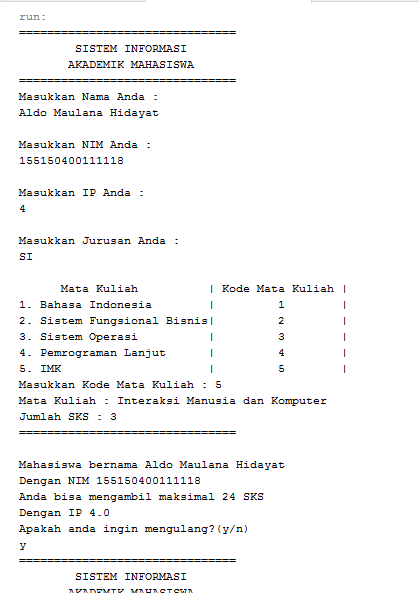 run:
===============================
SISTEM INFORMASI
AKADEMIK MAHASISWA
===============================
Masukkan Nama Anda :
Aldo Maulana Hidayat
Masukkan NIM Anda :
155150400111118
Masukkan IP Anda :
4
Masukkan Jurusan Anda :
SI
Mata Kuliah | Kode Mata Kuliah |
1. Bahasa Indonesia | 1 |
2. Sistem Fungsional Bisnis| 2 |
3. Sistem Operasi | 3 |
4. Pemrograman Lanjut | 4 |
5. IMK | 5 |
Masukkan Kode Mata Kuliah : 5
Mata Kuliah : Interaksi Manusia dan Komputer
Jumlah SKS : 3
===============================
Mahasiswa bernama Aldo Maulana Hidayat
Dengan NIM 155150400111118
Anda bisa mengambil maksimal 24 SKS
Dengan IP 4.0
Apakah anda ingin mengulang?(y/n)
y
===============================
SISTEM INFORMASI
AKADEMIK MAHASISWA